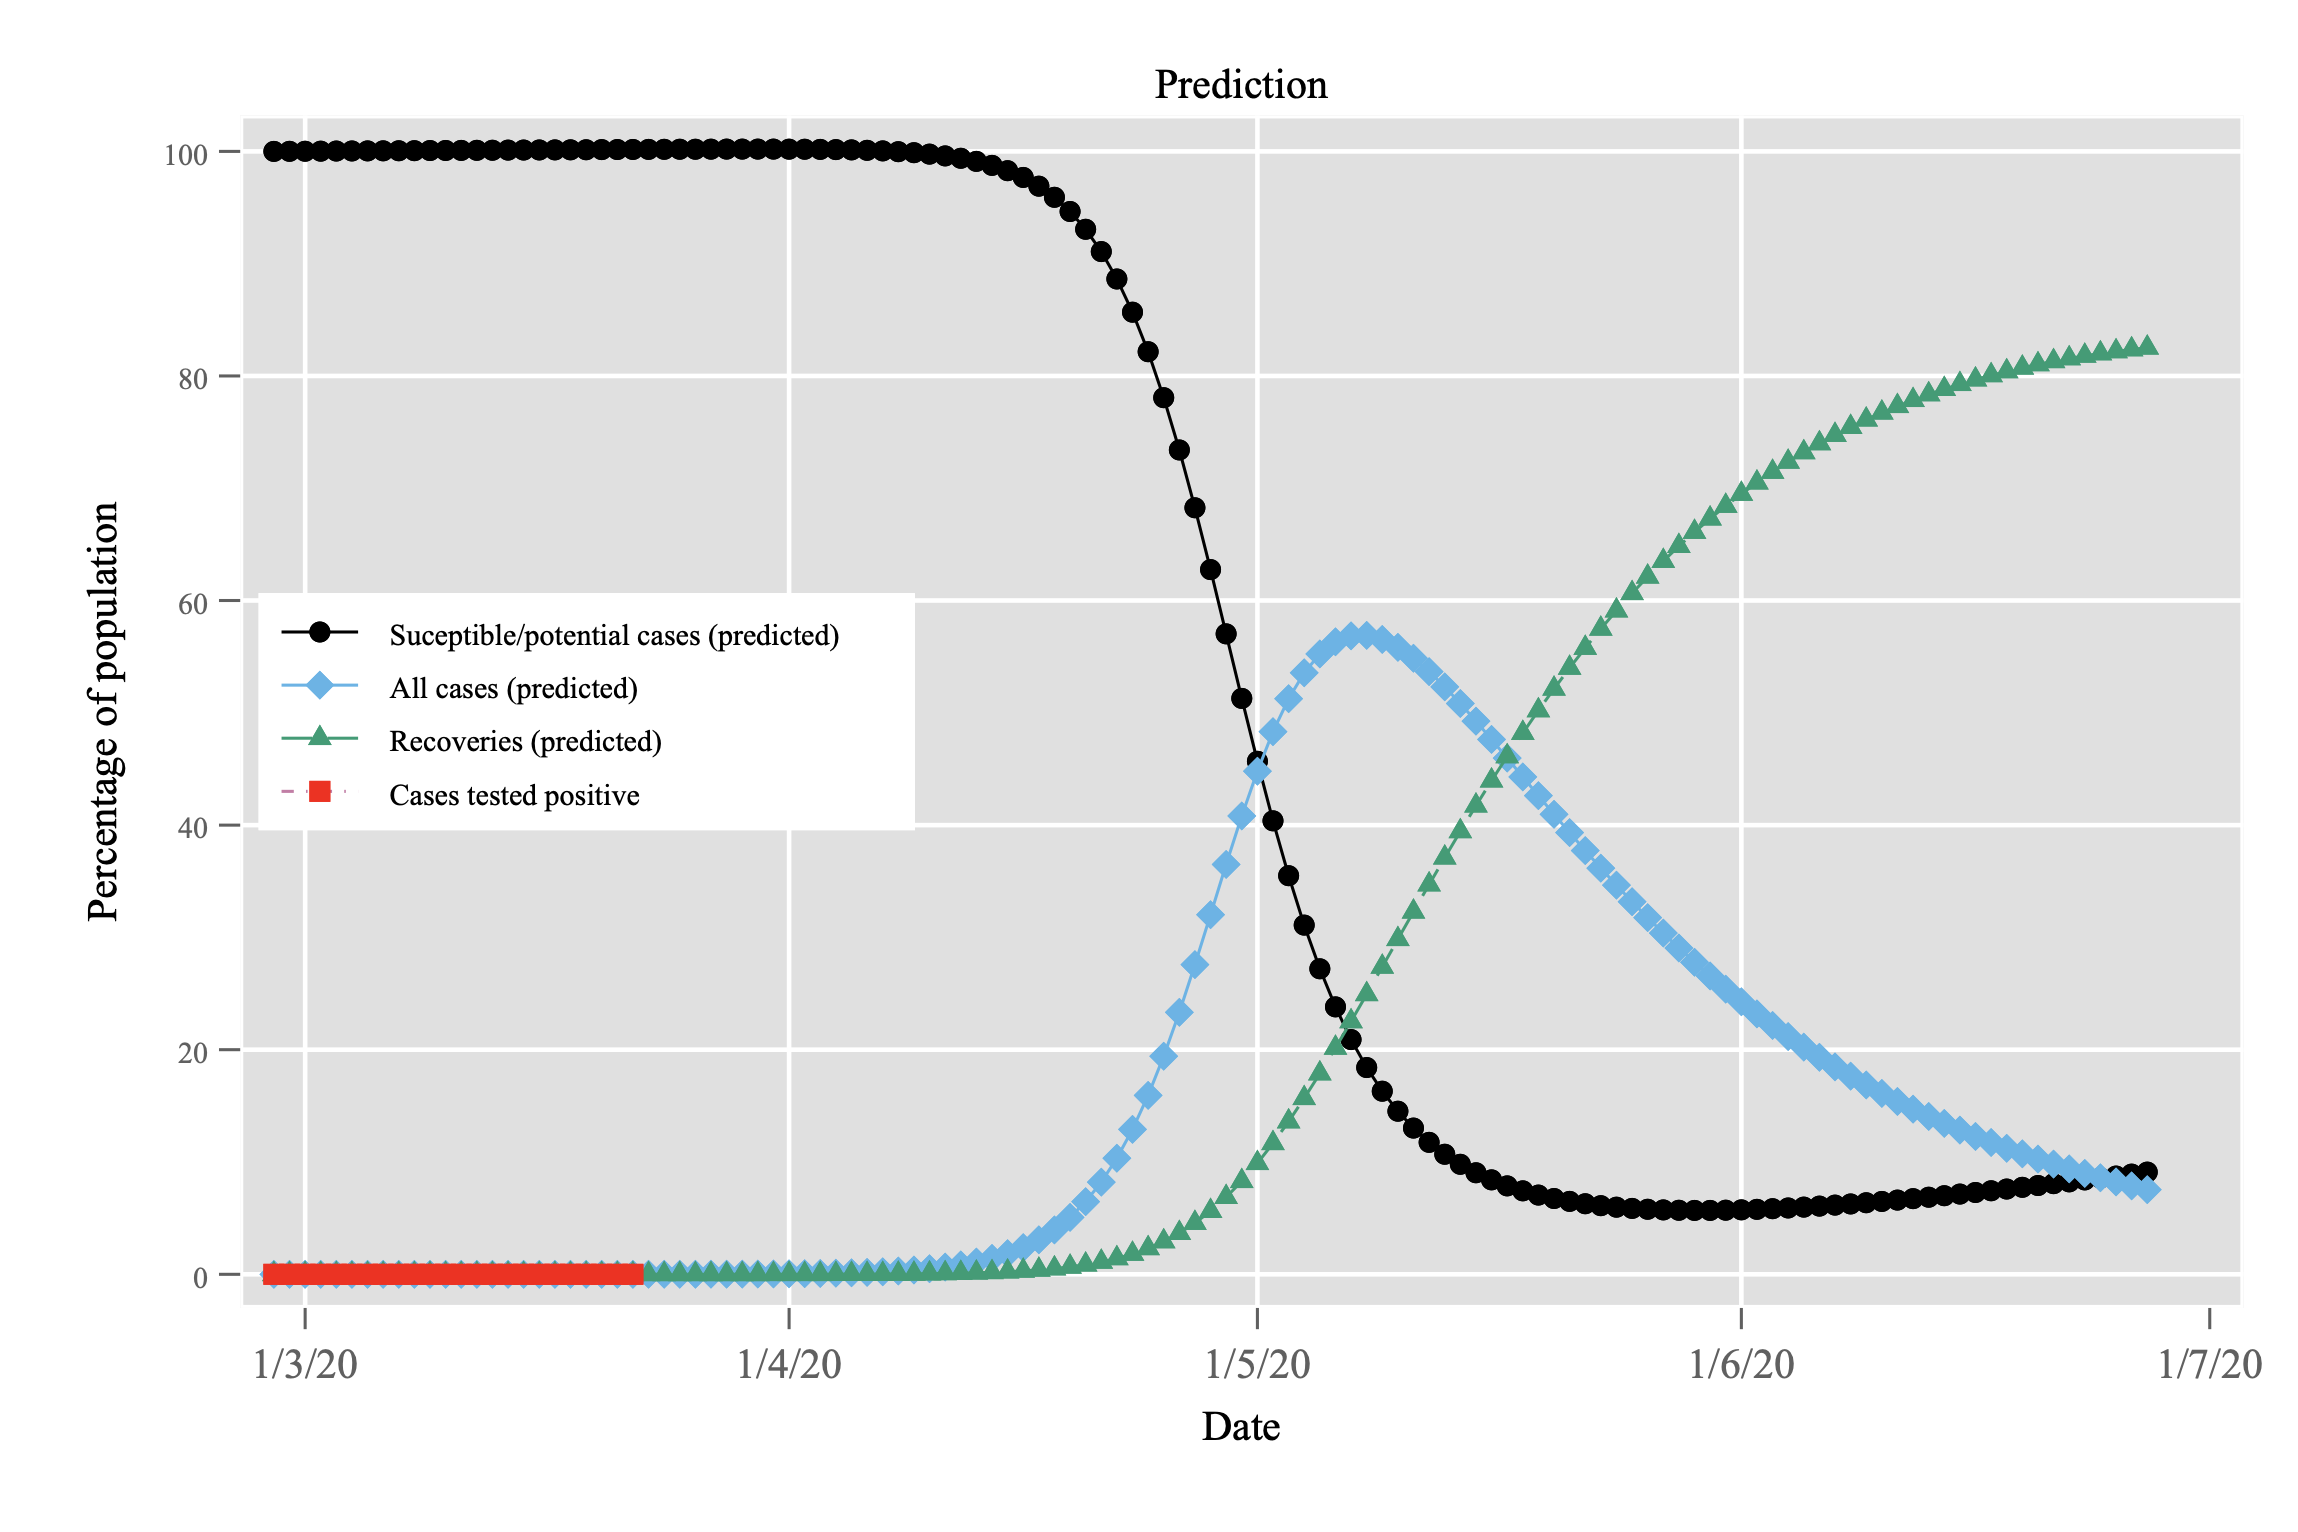 Prediction
100
80
60
40
20
0
Percentage of population
Suceptible/potential cases (predicted)
All cases (predicted)
Recoveries (predicted)
Cases tested positive
1/3/20 1/4/20 1/5/20 1/6/20 1/7/20
Date